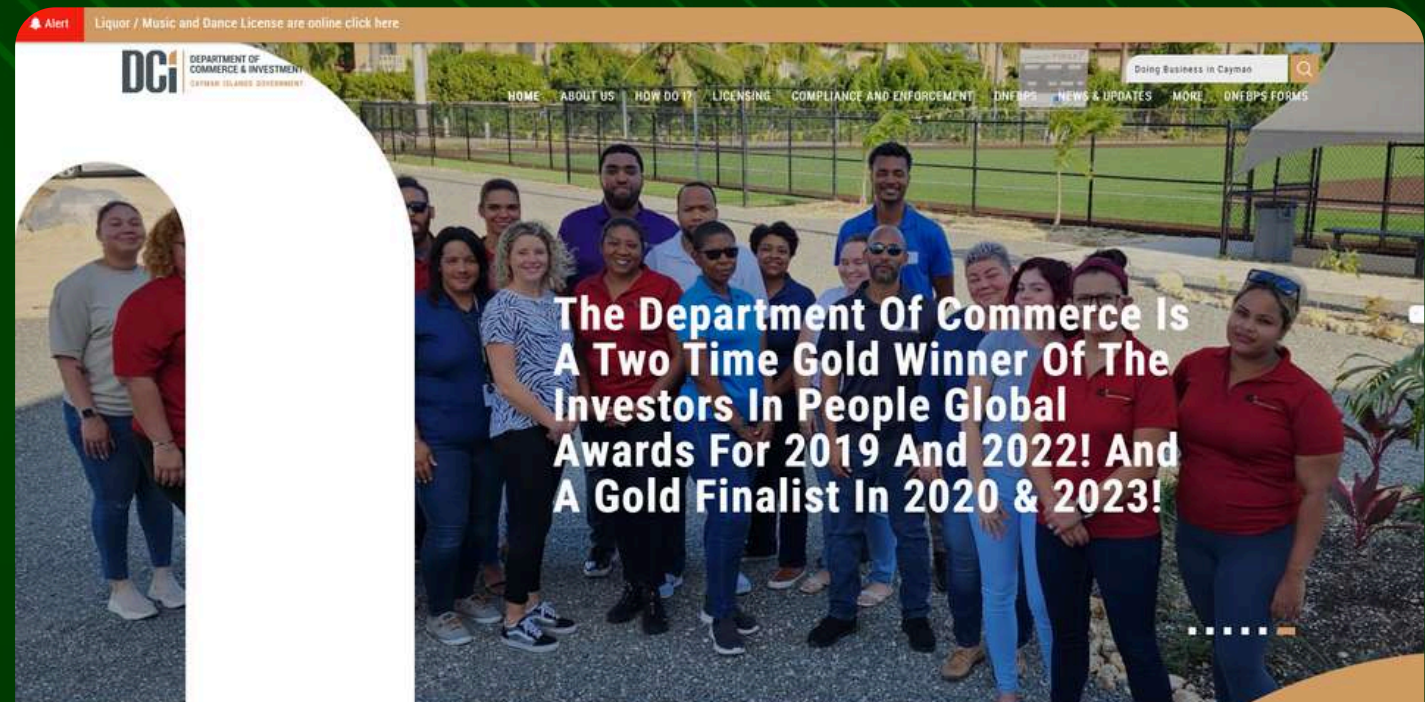 Alert
Liquor / Music and Dance License are online click here
DCi
DEPARTMENT OF
COMMERCE & INVESTMENT
CAYMAN ISLANDS GOVERNMENT
Doing Business in Cayman
HOME ABOUT US HOW DO I? LICENSING COMPLIANCE AND ENFORCEMENT DNFBPS NEWS & UPDATES MORE DNFBPS FORMS
The Department Of Commerce Is
A Two Time Gold Winner Of The
Investors In People Global
Awards For 2019 And 2022! And
A Gold Finalist In 2020 & 2023!